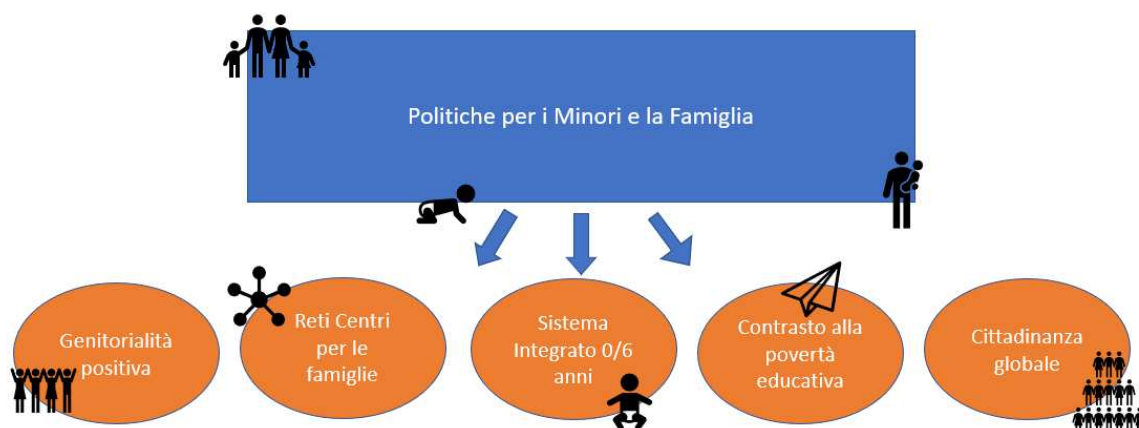 Politiche per i Minori e la Famiglia
Genitorialità
positiva
Reti Centri
per le
famiglie
Sistema
Integrato 0/6
anni
Contrasto alla
povertà
educativa
Cittadinanza
globale